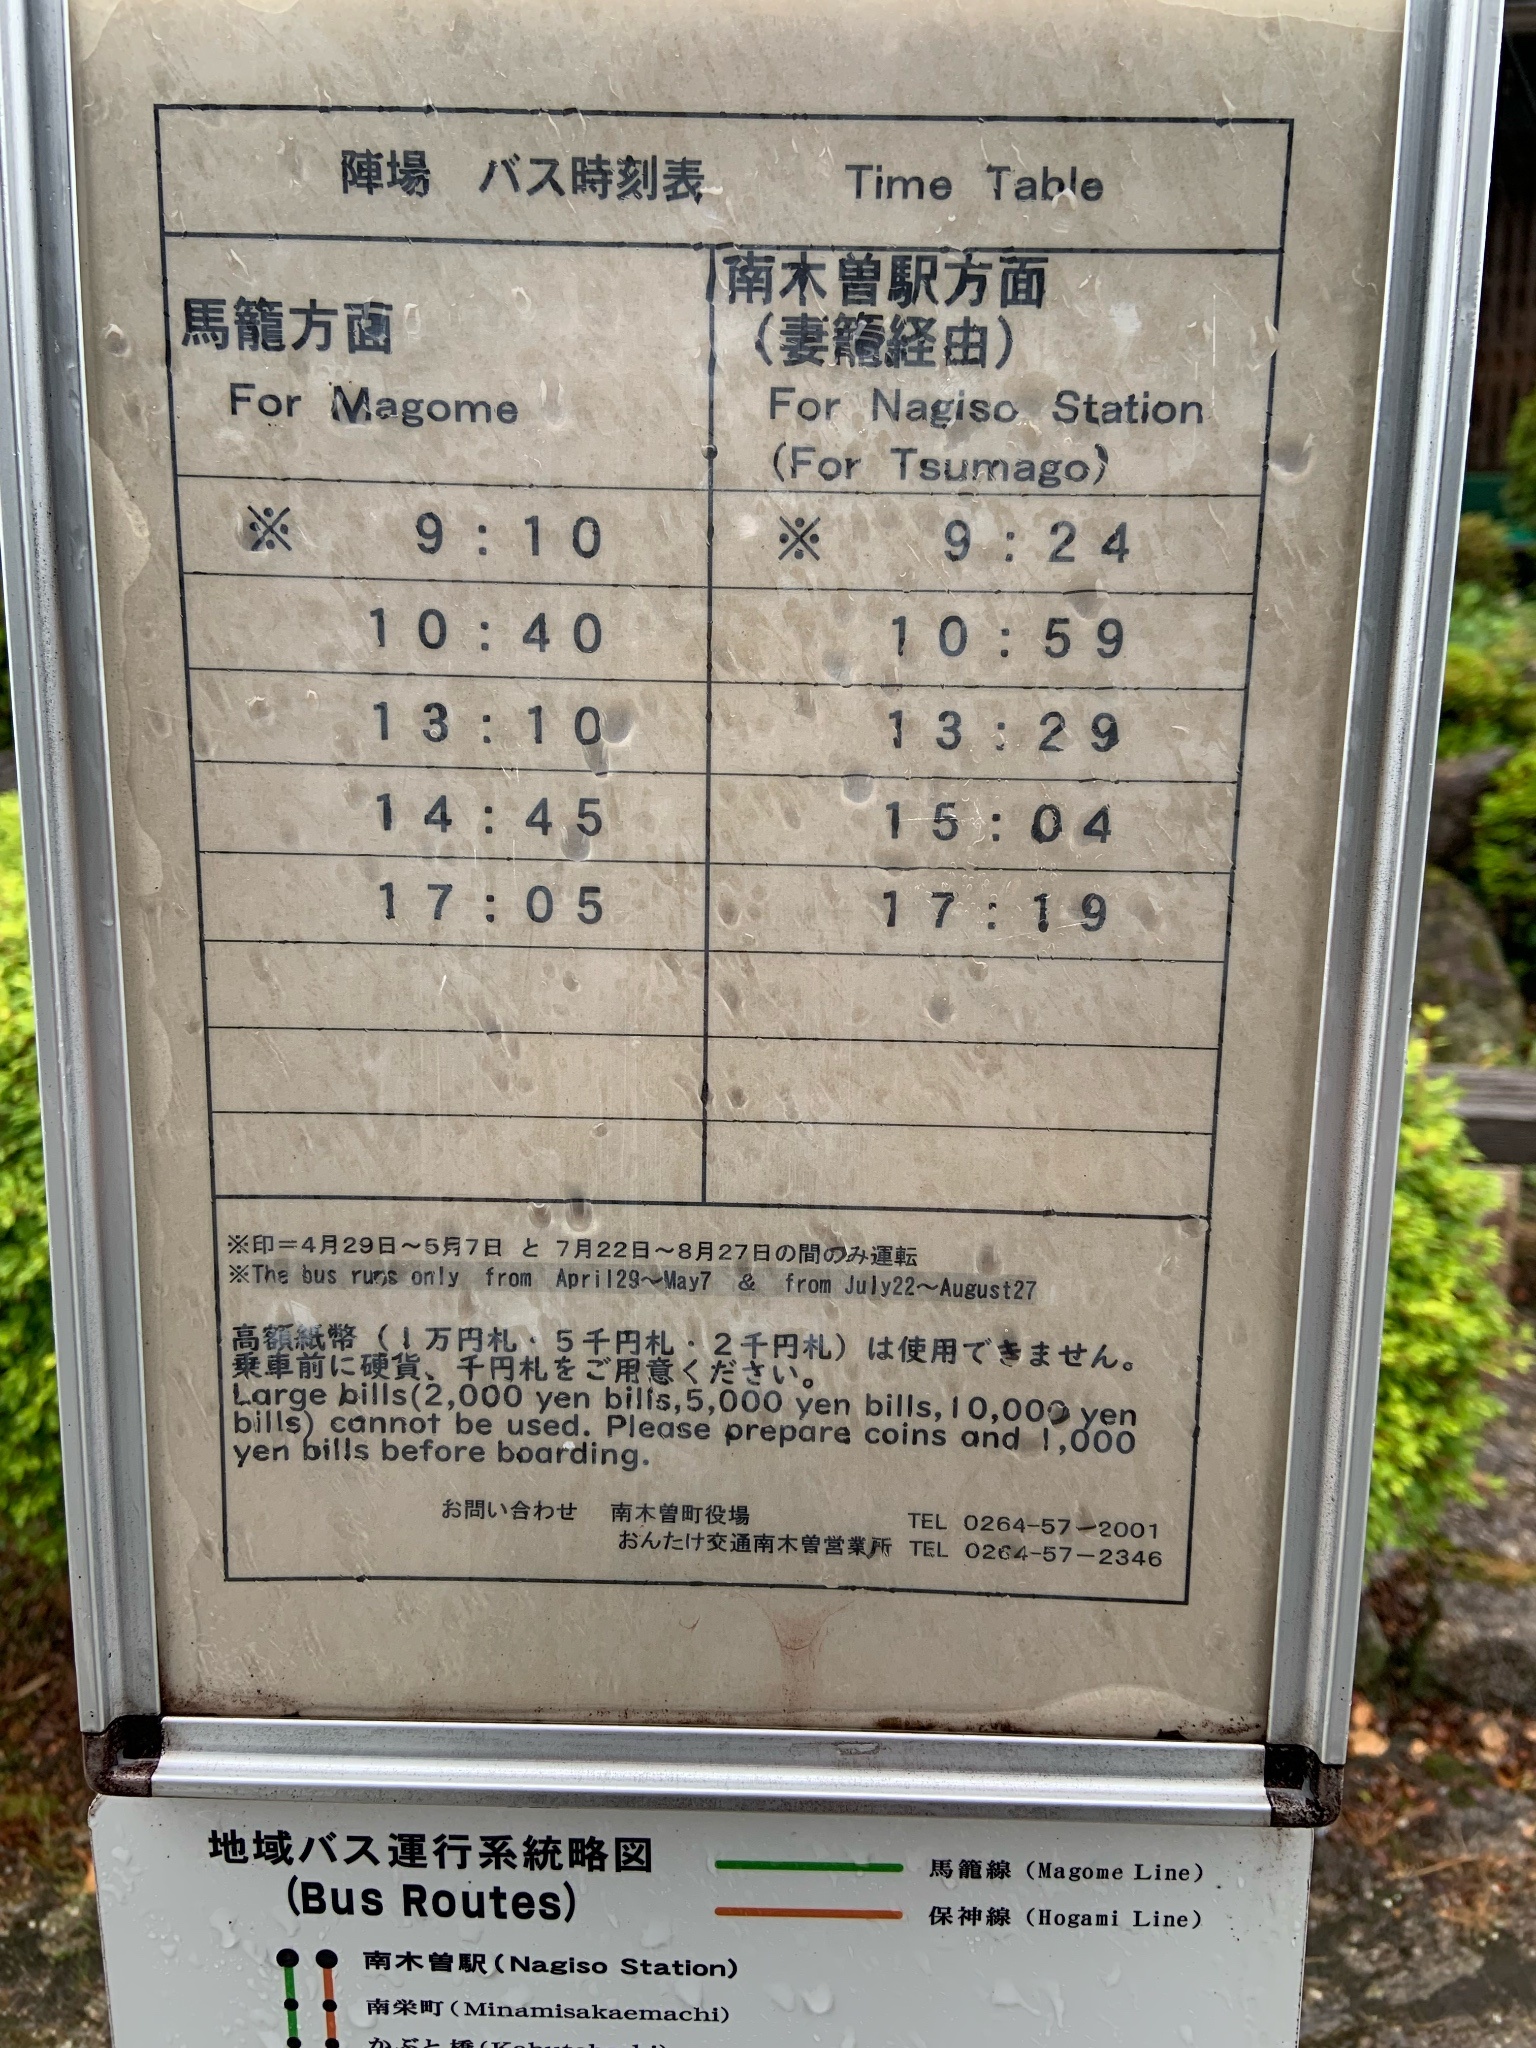 陣場 バス時刻表 Time Table
馬籠方面
For Magome
南木曽駅方面
(妻籠経由)
For Nagiso Station
(For Tsumago)
※ 9:10 ※ 9:24
10:40 10:59
13:10 13:29
14:45 15:04
17:05 17:19
※印=4月29日~5月7日 と 7月22日~8月27日の間のみ運転
※The bus runs only from April29~May7 & from July22~August27
高額紙幣(1万円札・5千円札・2千円札)は使用できません。
乗車前に硬貨、千円札をご用意ください。
Large bills(2,000 yen bills,5,000 yen bills,10,000 yen
bills) cannot be used. Please prepare coins and 1,000
yen bills before boarding.
お問い合わせ 南木曽町役場 TEL 0264-57-2001
おんたけ交通南木曽営業所 TEL 0264-57-2346
地域バス運行系統略図
(Bus Routes)
馬籠線 (Magome Line)
保神線 (Hogami Line)
南木曽駅(Nagiso Station)
南栄町(Minamisakaemachi)